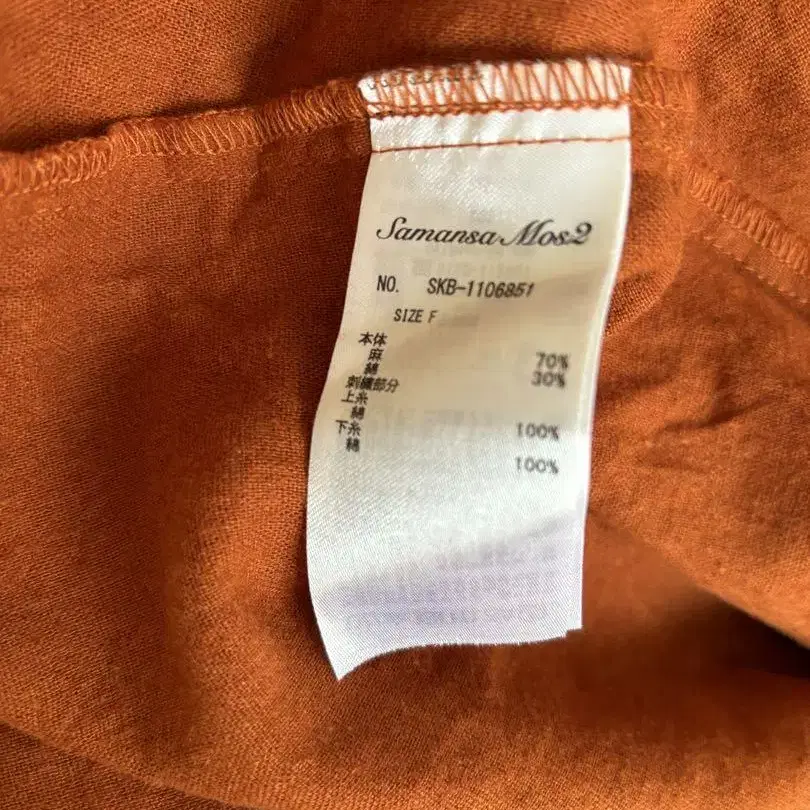 Samansa Mos2
NO. SKB-1106851
SIZE F
本体
麻 70%
綿 30%
刺繍部分
上糸
綿 100%
下糸
綿 100%